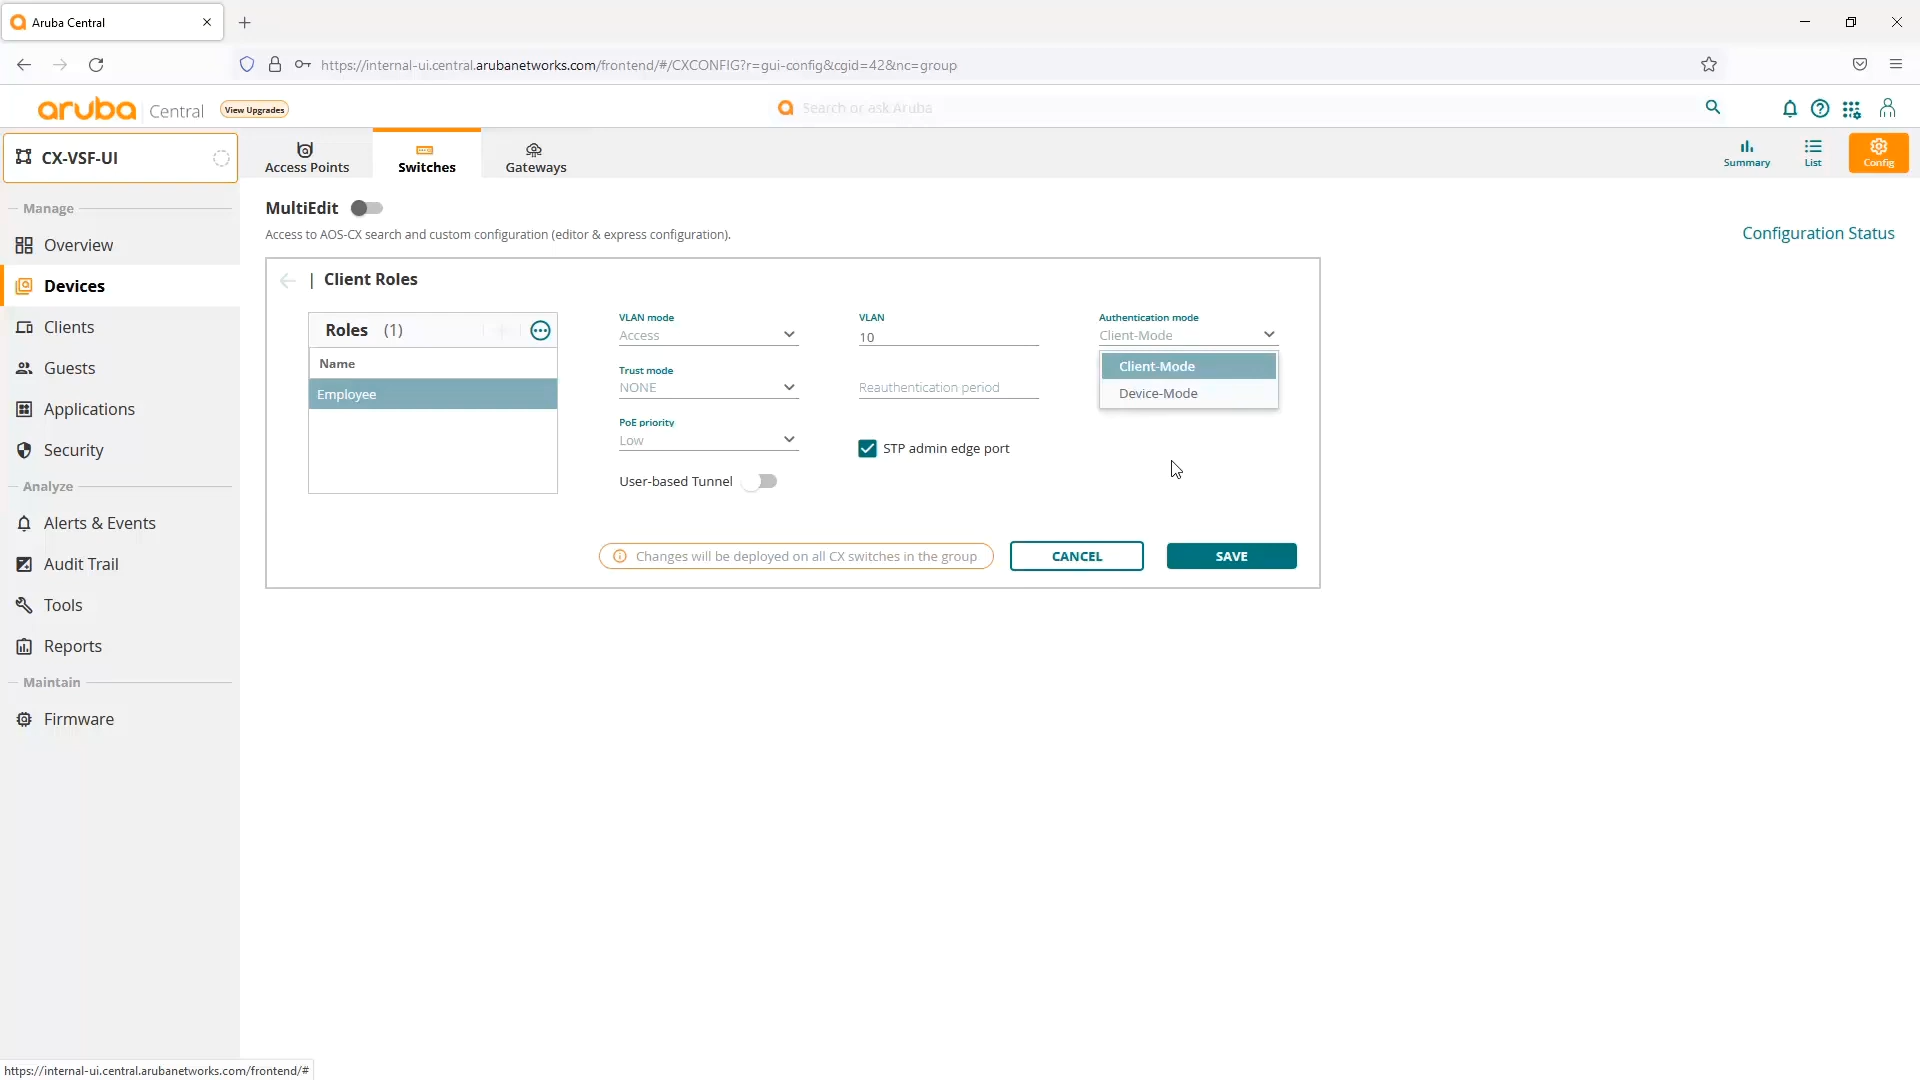 Aruba Central
https://internal-ui.central.arubanetworks.com/frontend/#/CXCONFIG?r=gui-config&cgid=42&nc=group
aruba Central View Upgrades
Search or ask Aruba
CX-VSF-UI
Access Points
Switches
Gateways
Summary
List
Config
Manage
Overview
Devices
Clients
Guests
Applications
Security
Analyze
Alerts & Events
Audit Trail
Tools
Reports
Maintain
Firmware
MultiEdit
Access to AOS-CX search and custom configuration (editor & express configuration).
Configuration Status
| Client Roles
Roles (1)
Name
Employee
VLAN mode
Access
VLAN
10
Authentication mode
Client-Mode
Client-Mode
Device-Mode
Trust mode
NONE
Reauthentication period
PoE priority
Low
STP admin edge port
User-based Tunnel
Changes will be deployed on all CX switches in the group
CANCEL
SAVE
https://internal-ui.central.arubanetworks.com/frontend/#